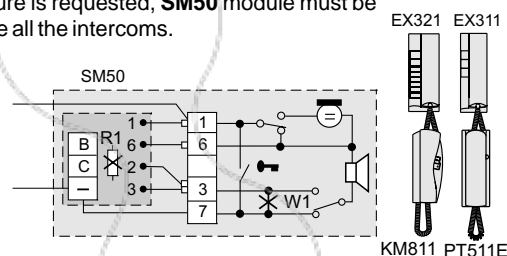 ure is requested, SM50 module must be
e all the intercoms.
EX321 EX311
SM50
1 1
B R1 6 6
C 2
– 3 3 W1
7
KM811 PT511E